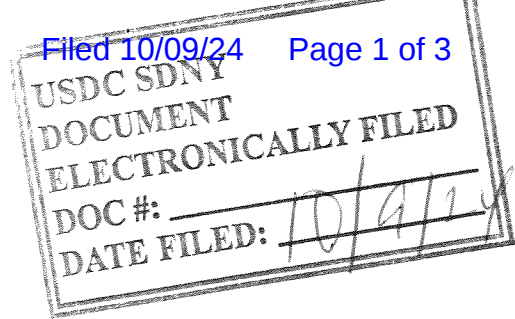 Filed 10/09/24 Page 1 of 3
USDC SDNY
DOCUMENT
ELECTRONICALLY FILED
DOC #:
DATE FILED: 10/9/24